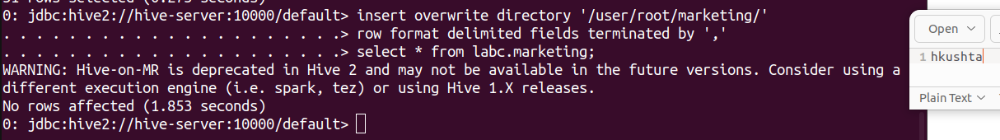 0: jdbc:hive2://hive-server:10000/default> insert overwrite directory '/user/root/marketing/'
. . . . . . . . . . . . . . . . . . . . . .> row format delimited fields terminated by ','
. . . . . . . . . . . . . . . . . . . . . .> select * from labc.marketing;
WARNING: Hive-on-MR is deprecated in Hive 2 and may not be available in the future versions. Consider using a
different execution engine (i.e. spark, tez) or using Hive 1.X releases.
No rows affected (1.853 seconds)
0: jdbc:hive2://hive-server:10000/default>
Open
1 hkushta
Plain Text